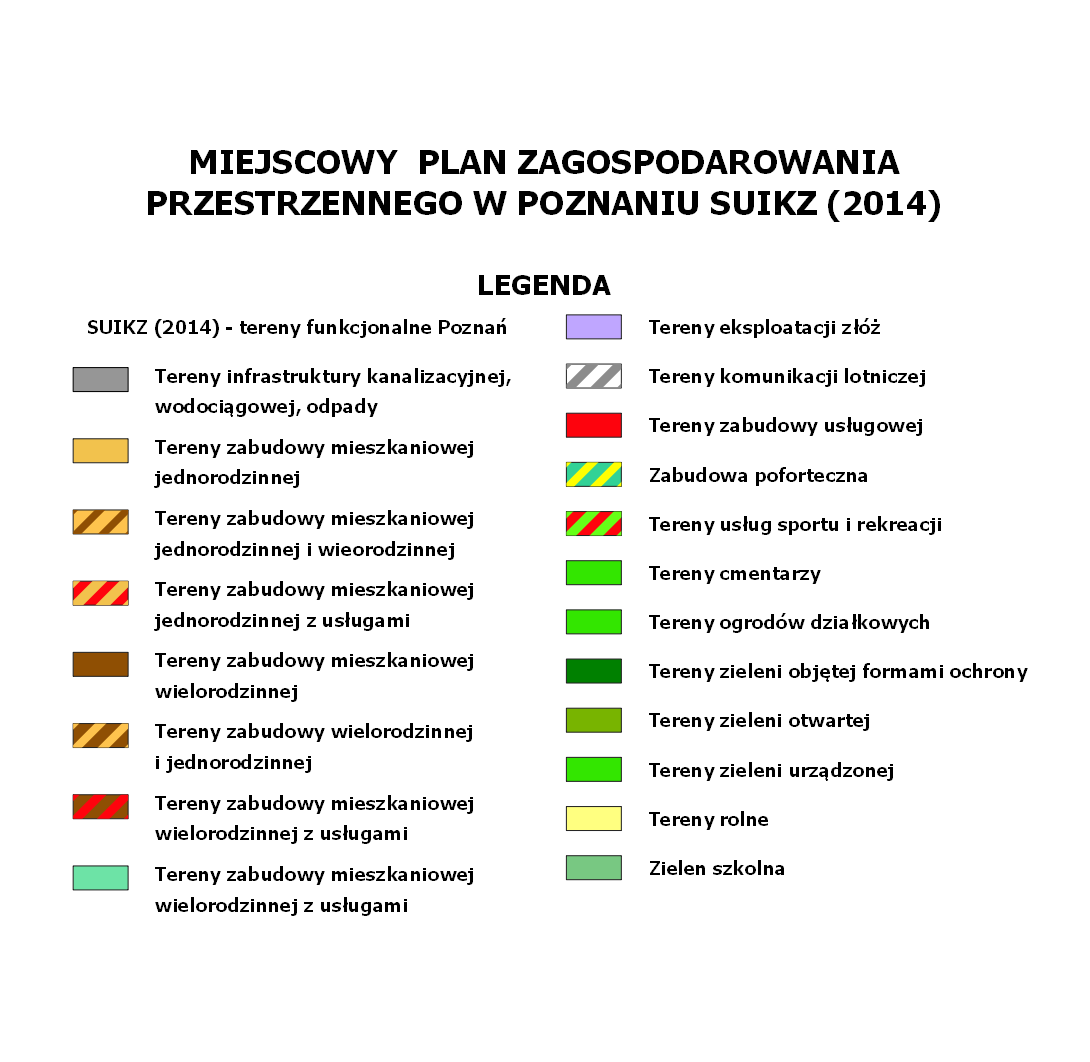 MIEJSCOWY PLAN ZAGOSPODAROWANIA
PRZESTRZENNEGO W POZNANIU SUIKZ (2014)
LEGENDA
SUIKZ (2014) - tereny funkcjonalne Poznań
Tereny infrastruktury kanalizacyjnej,
wodociągowej, odpady
Tereny zabudowy mieszkaniowej
jednorodzinnej
Tereny zabudowy mieszkaniowej
jednorodzinnej i wieorodzinnej
Tereny zabudowy mieszkaniowej
jednorodzinnej z usługami
Tereny zabudowy mieszkaniowej
wielorodzinnej
Tereny zabudowy wielorodzinnej
i jednorodzinnej
Tereny zabudowy mieszkaniowej
wielorodzinnej z usługami
Tereny zabudowy mieszkaniowej
wielorodzinnej z usługami
Tereny eksploatacji złóż
Tereny komunikacji lotniczej
Tereny zabudowy usługowej
Zabudowa poforteczna
Tereny usług sportu i rekreacji
Tereny cmentarzy
Tereny ogrodów działkowych
Tereny zieleni objętej formami ochrony
Tereny zieleni otwartej
Tereny zieleni urządzonej
Tereny rolne
Zielen szkolna